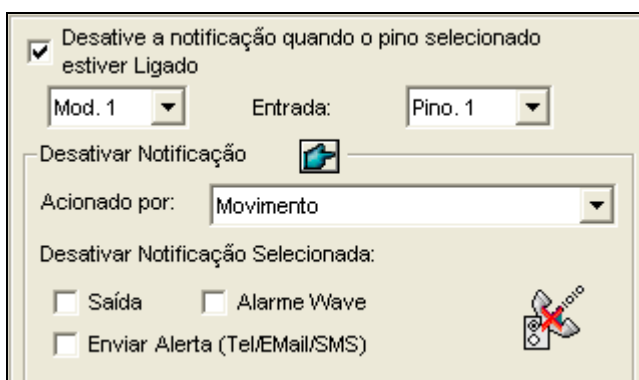 Desative a notificação quando o pino selecionado
estiver Ligado
Mod. 1 Entrada: Pino. 1
Desativar Notificação
Acionado por: Movimento
Desativar Notificação Selecionada:
Saída Alarme Wave
Enviar Alerta (Tel/EMail/SMS)